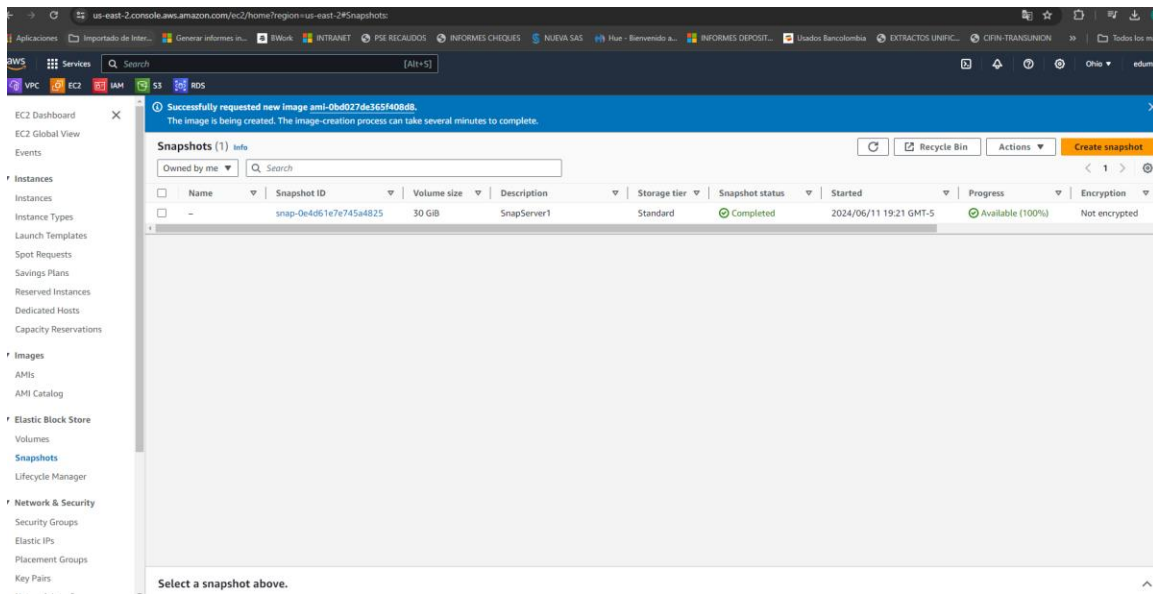 us-east-2.console.aws.amazon.com/ec2/home?region=us-east-2#Snapshots:
Aplicaciones Importado de Inter... Generar informes in... BWork INTRANET PSE RECAUDOS INFORMES CHEQUES NUEVA SAS Hue - Bienvenido a... INFORMES DEPOSIT... Usados Bancolombia EXTRACTOS UNIFIC... CIFIN-TRANSUNION » Todos los m
aws Services Search [Alt+S] Ohio ▼ edum
VPC EC2 IAM S3 RDS
EC2 Dashboard
EC2 Global View
Events
Instances
Instances
Instance Types
Launch Templates
Spot Requests
Savings Plans
Reserved Instances
Dedicated Hosts
Capacity Reservations
Images
AMIs
AMI Catalog
Elastic Block Store
Volumes
Snapshots
Lifecycle Manager
Network & Security
Security Groups
Elastic IPs
Placement Groups
Key Pairs
Successfully requested new image ami-0bd027de365f408d8.
The image is being created. The image-creation process can take several minutes to complete.
Snapshots (1) Info Recycle Bin Actions ▼ Create snapshot
Owned by me ▼ Search < 1 >
Name Snapshot ID Volume size Description Storage tier Snapshot status Started Progress Encryption
– snap-0e4d61e7e745a4825 30 GiB SnapServer1 Standard Completed 2024/06/11 19:21 GMT-5 Available (100%) Not encrypted
Select a snapshot above.